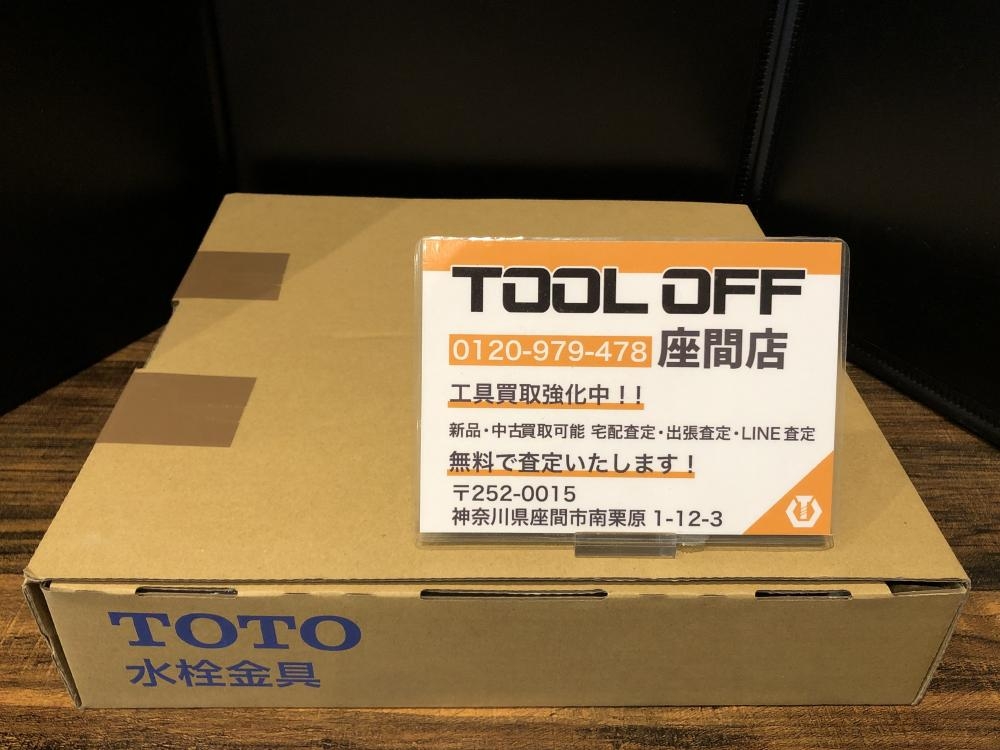 TOOL OFF
0120-979-478 座間店
工具買取強化中!!
新品・中古買取可能 宅配査定・出張査定・LINE査定
無料で査定いたします!
〒252-0015
神奈川県座間市南栗原 1-12-3
TOTO
水栓金具